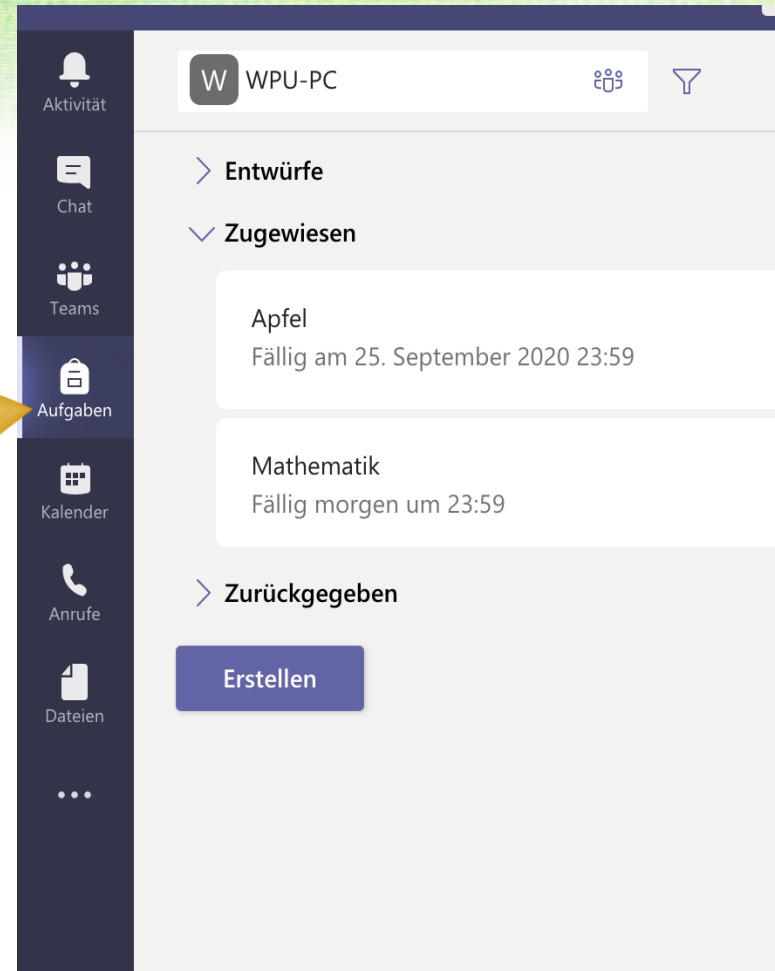 Aktivität
Chat
Teams
Aufgaben
Kalender
Anrufe
Dateien
W WPU-PC
Entwürfe
Zugewiesen
Apfel
Fällig am 25. September 2020 23:59
Mathematik
Fällig morgen um 23:59
Zurückgegeben
Erstellen